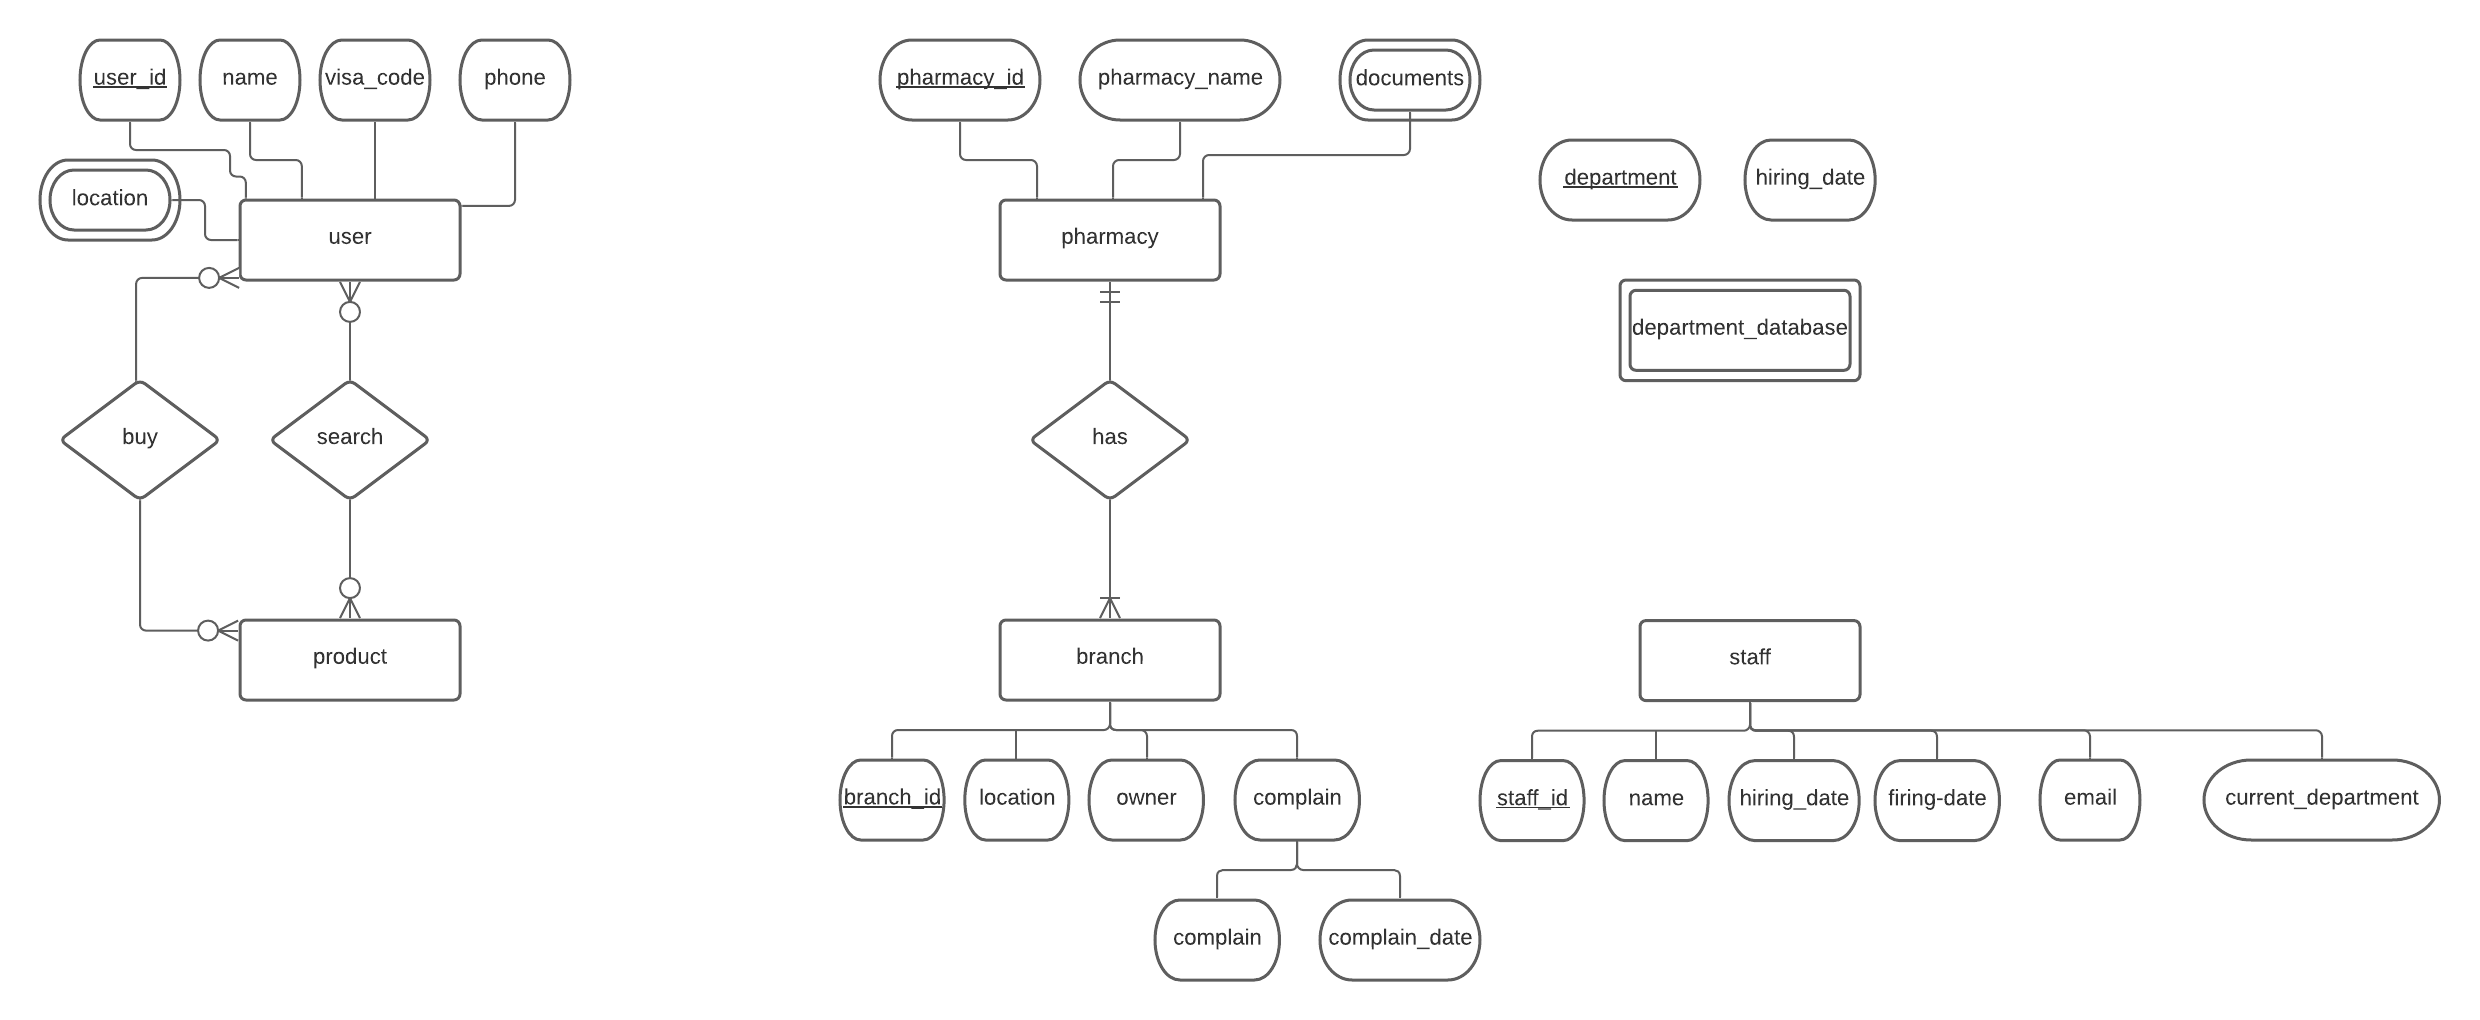 user_id
name
visa_code
phone
location
user
buy
search
product
pharmacy_id
pharmacy_name
documents
pharmacy
has
branch
branch_id
location
owner
complain
complain
complain_date
department
hiring_date
department_database
staff
staff_id
name
hiring_date
firing-date
email
current_department